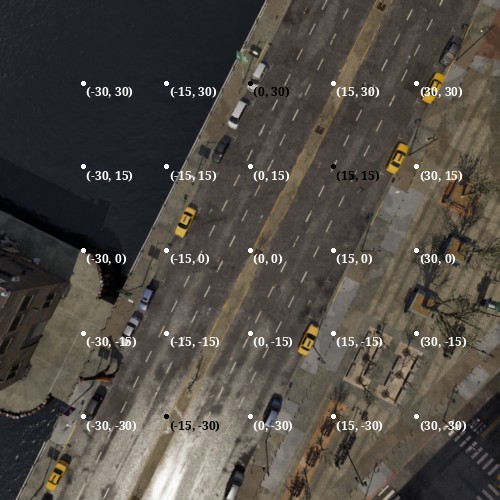 (-30, 30) (-15, 30) (0, 30) (15, 30) (30, 30)
(-30, 15) (-15, 15) (0, 15) (15, 15) (30, 15)
(-30, 0) (-15, 0) (0, 0) (15, 0) (30, 0)
(-30, -15) (-15, -15) (0, -15) (15, -15) (30, -15)
(-30, -30) (-15, -30) (0, -30) (15, -30) (30, -30)